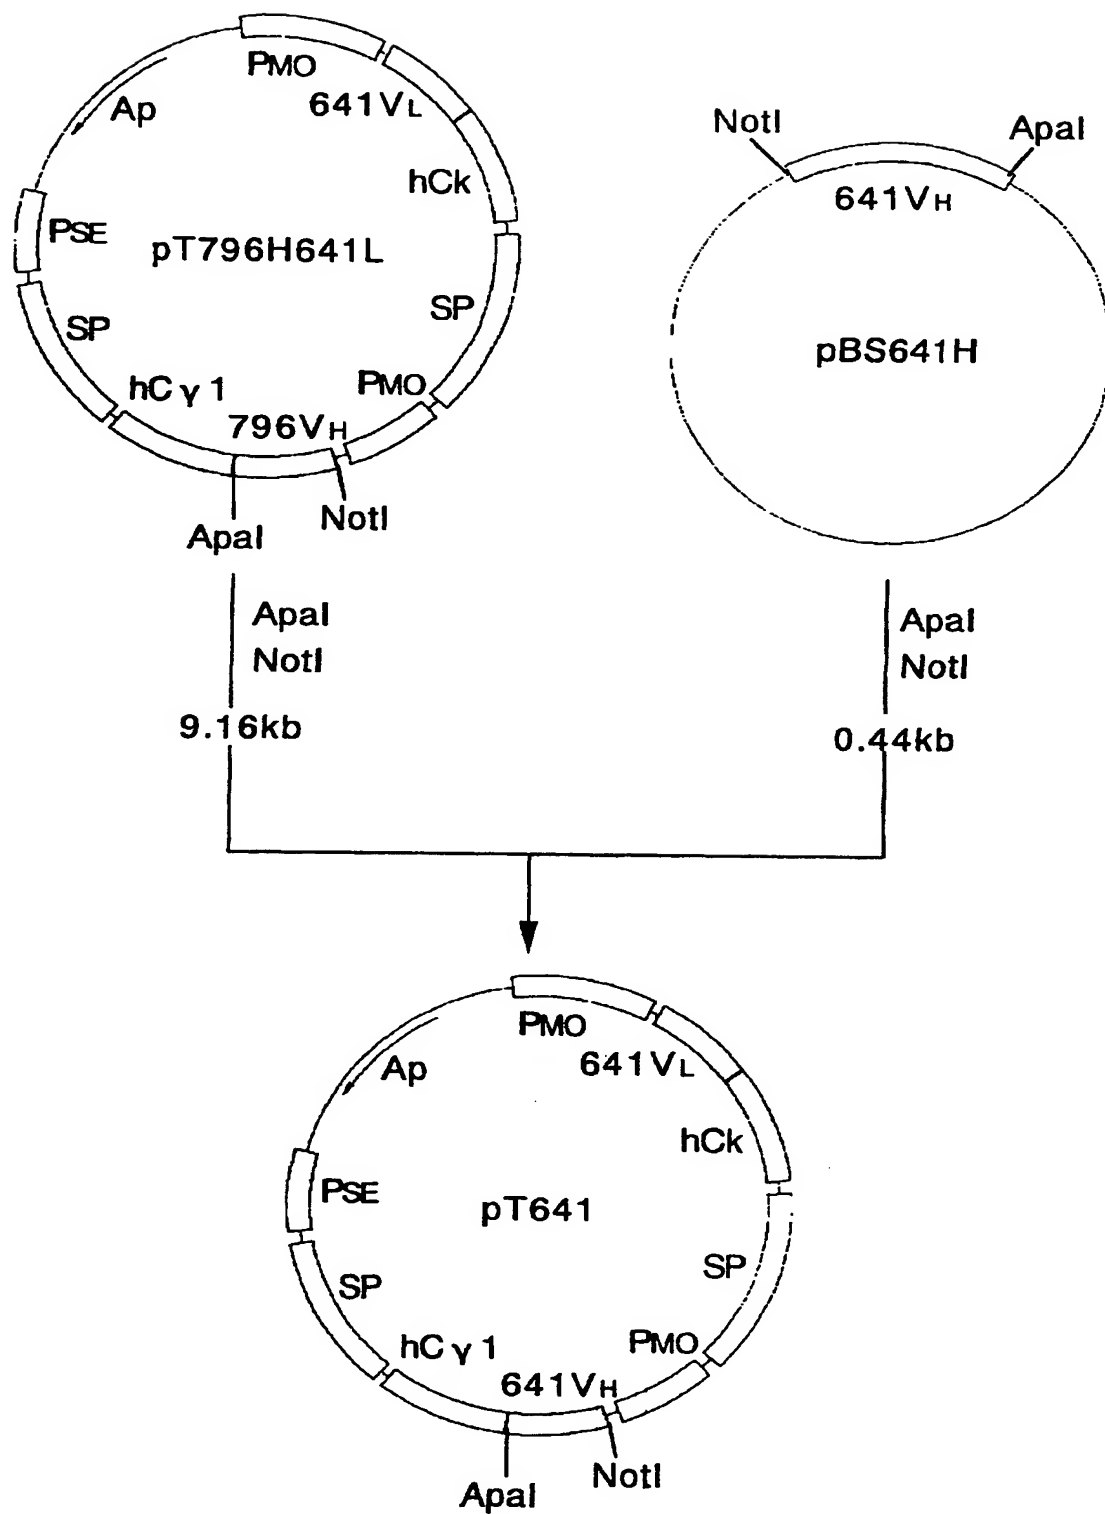 PMO
641VL
Ap
hCk
PSE
pT796H641L
SP
SP
PMO
hCγ1
796VH
NotI
ApaI
ApaI
NotI
9.16kb
NotI
ApaI
641VH
pBS641H
ApaI
NotI
0.44kb
PMO
641VL
Ap
hCk
PSE
pT641
SP
SP
PMO
hCγ1
641VH
NotI
ApaI